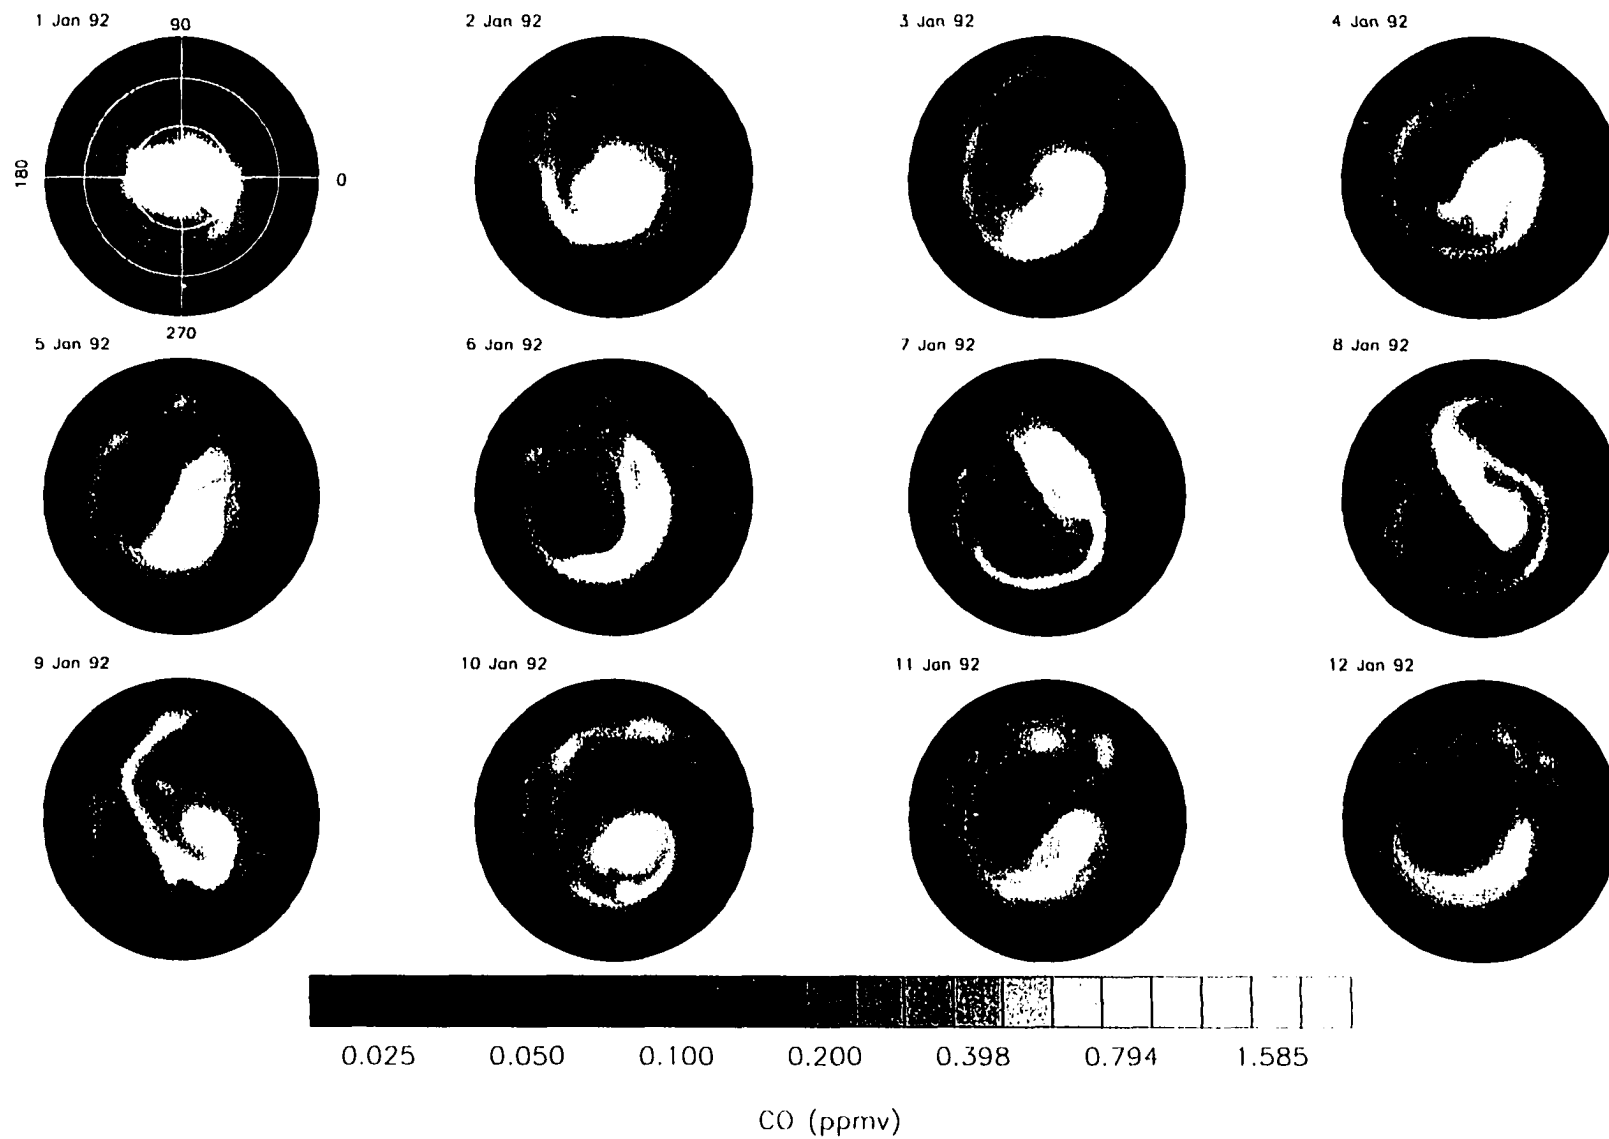 1 Jan 92
2 Jan 92
3 Jan 92
4 Jan 92
90
180
0
270
5 Jan 92
6 Jan 92
7 Jan 92
8 Jan 92
9 Jan 92
10 Jan 92
11 Jan 92
12 Jan 92
0.025 0.050 0.100 0.200 0.398 0.794 1.585
CO (ppmv)